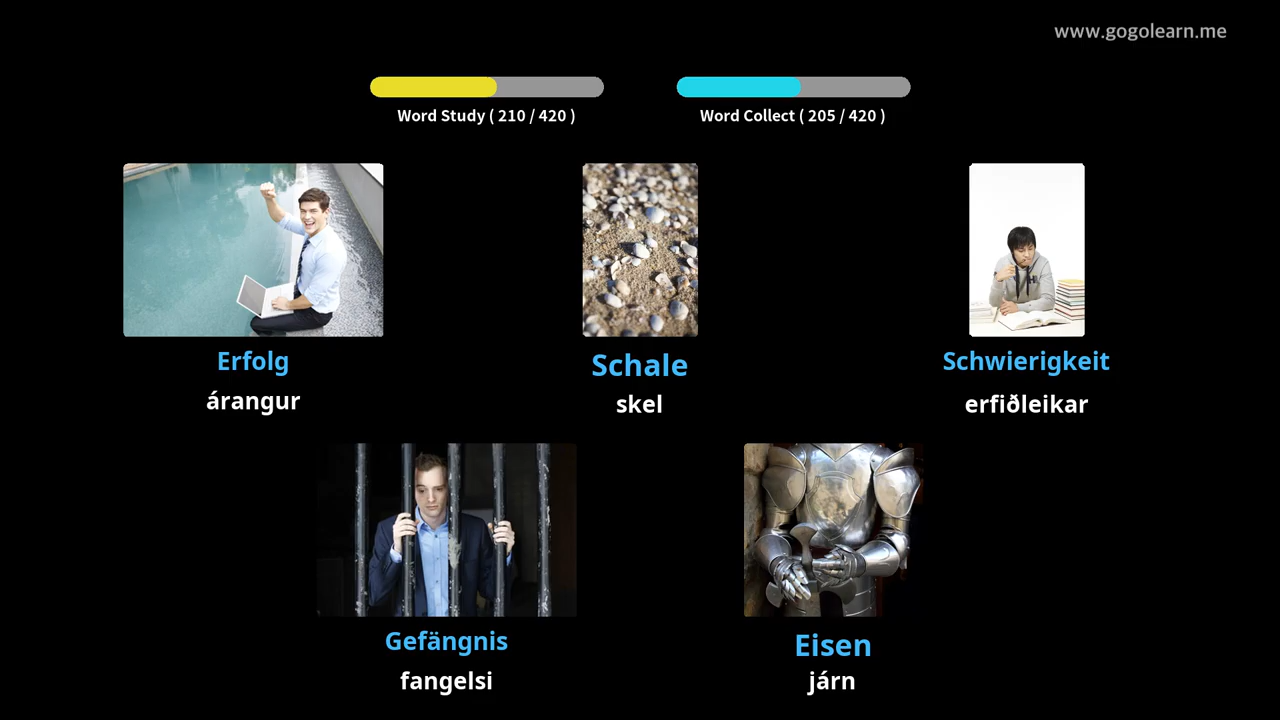 www.gogolearn.me
Word Study ( 210 / 420 )
Word Collect ( 205 / 420 )
Erfolg
árangur
Schale
skel
Schwierigkeit
erfiðleikar
Gefängnis
fangelsi
Eisen
járn